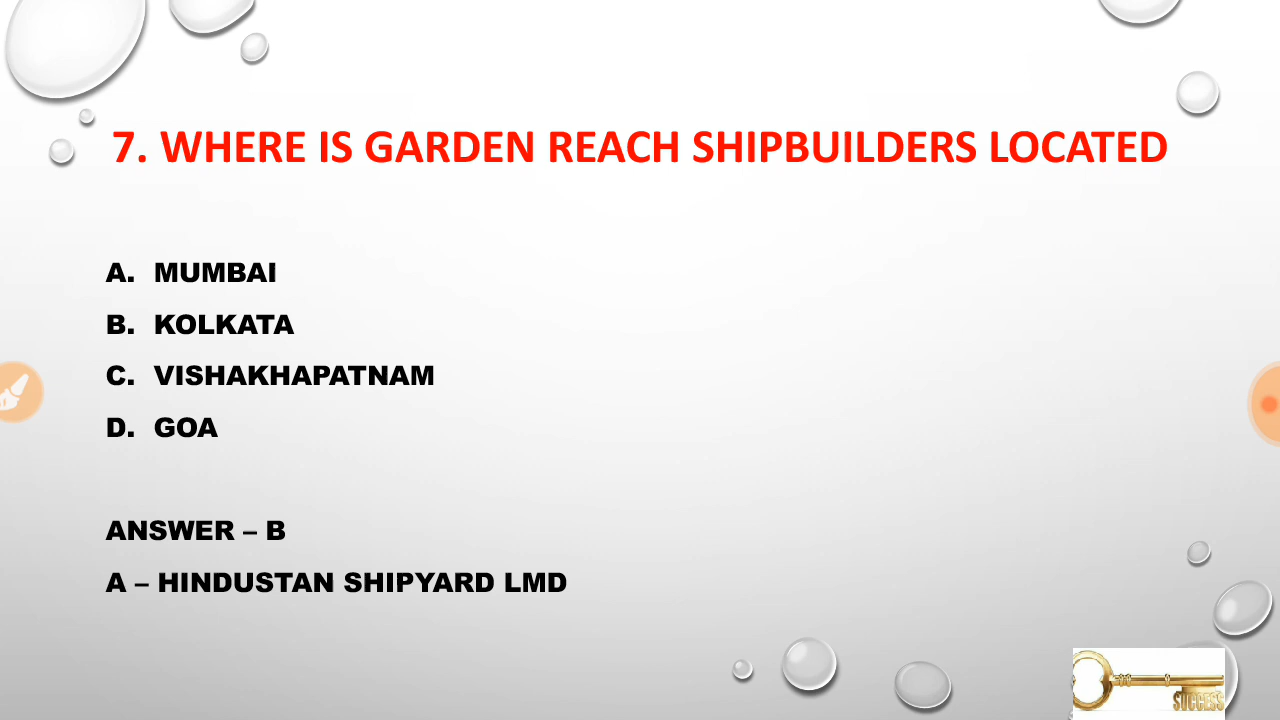 7. WHERE IS GARDEN REACH SHIPBUILDERS LOCATED
A. MUMBAI
B. KOLKATA
C. VISHAKHAPATNAM
D. GOA
ANSWER – B
A – HINDUSTAN SHIPYARD LMD
SUCCESS